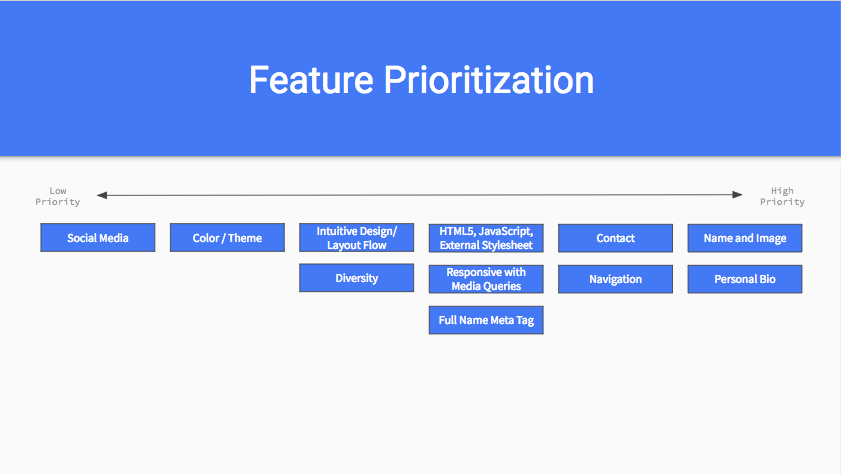 Feature Prioritization
Low
Priority
High
Priority
Social Media
Color / Theme
Intuitive Design/
Layout Flow
HTML5, JavaScript,
External Stylesheet
Contact
Name and Image
Diversity
Responsive with
Media Queries
Navigation
Personal Bio
Full Name Meta Tag